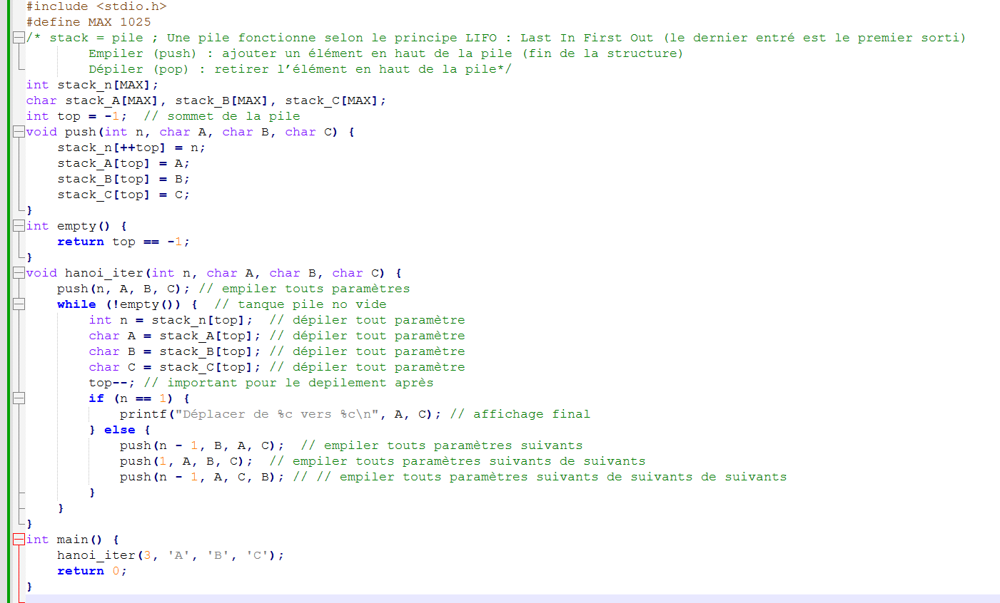 #include <stdio.h>
#define MAX 1025
/* stack = pile ; Une pile fonctionne selon le principe LIFO : Last In First Out (le dernier entré est le premier sorti)
        Empiler (push) : ajouter un élément en haut de la pile (fin de la structure)
        Dépiler (pop) : retirer l’élément en haut de la pile*/
int stack_n[MAX];
char stack_A[MAX], stack_B[MAX], stack_C[MAX];
int top = -1;  // sommet de la pile
void push(int n, char A, char B, char C) {
    stack_n[++top] = n;
    stack_A[top] = A;
    stack_B[top] = B;
    stack_C[top] = C;
}
int empty() {
    return top == -1;
}
void hanoi_iter(int n, char A, char B, char C) {
    push(n, A, B, C); // empiler touts paramètres
    while (!empty()) {  // tanque pile no vide
        int n = stack_n[top];  // dépiler tout paramètre
        char A = stack_A[top]; // dépiler tout paramètre
        char B = stack_B[top]; // dépiler tout paramètre
        char C = stack_C[top]; // dépiler tout paramètre
        top--; // important pour le depilement après
        if (n == 1) {
            printf("Déplacer de %c vers %c\n", A, C); // affichage final
        } else {
            push(n - 1, B, A, C);  // empiler touts paramètres suivants
            push(1, A, B, C);  // empiler touts paramètres suivants de suivants
            push(n - 1, A, C, B); // // empiler touts paramètres suivants de suivants de suivants
        }
    }
}
int main() {
    hanoi_iter(3, 'A', 'B', 'C');
    return 0;
}